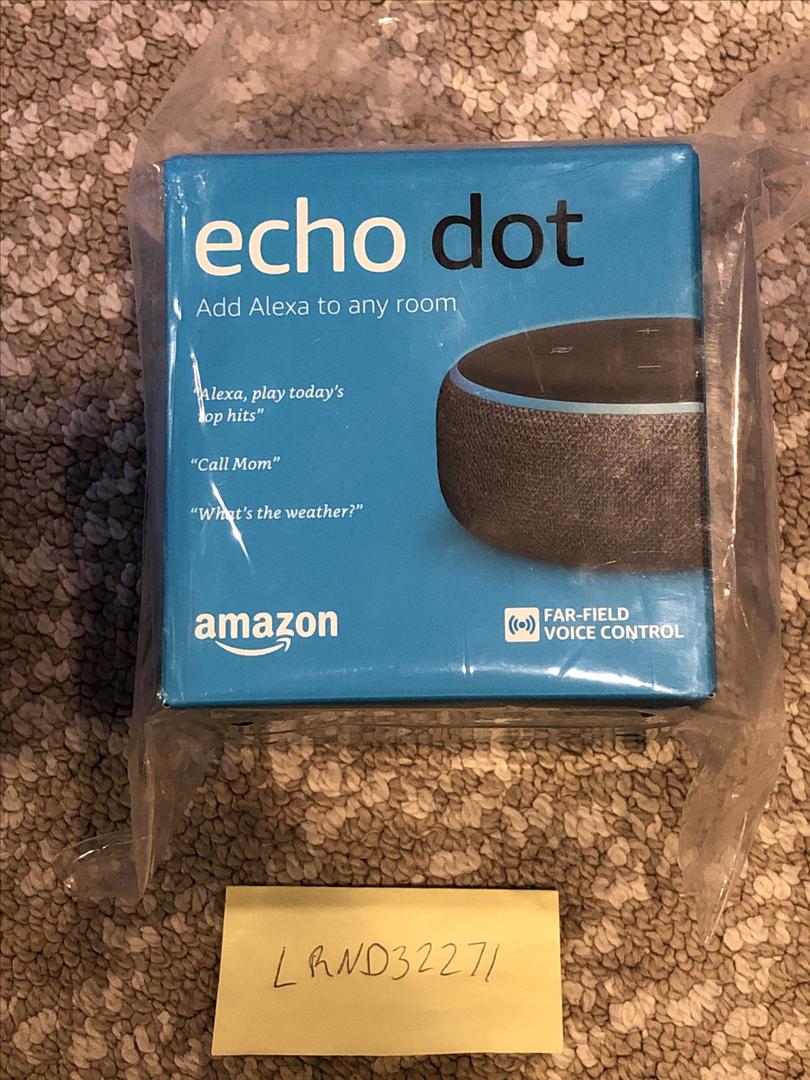 echo dot
Add Alexa to any room
“Alexa, play today’s
top hits”
“Call Mom”
“What’s the weather?”
amazon
FAR-FIELD
VOICE CONTROL
LRND32271